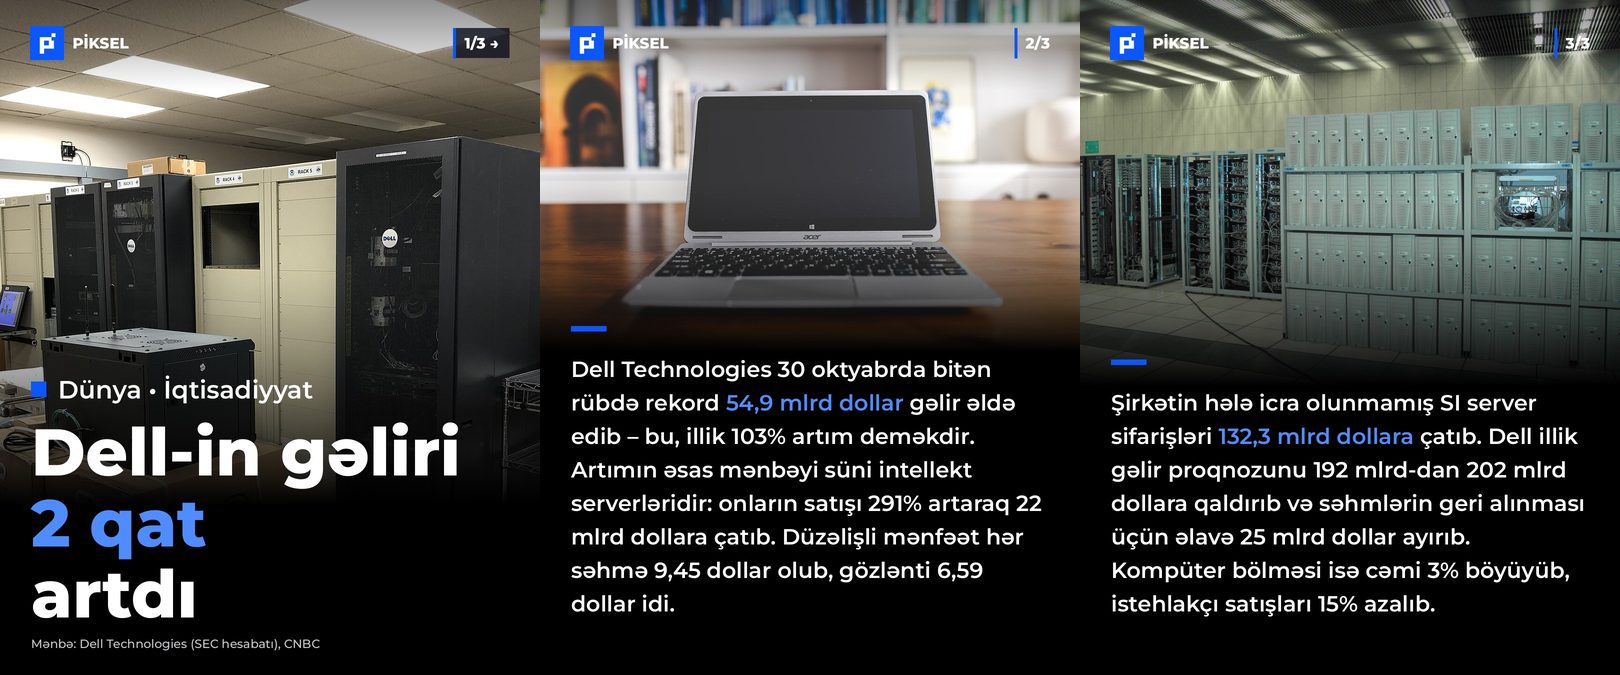 PİKSEL
1/3 →
RACK 4
RACK 5
DELL
Dünya • İqtisadiyyat
Dell-in gəliri
2 qat
artdı
Mənbə: Dell Technologies (SEC hesabatı), CNBC
PİKSEL
2/3
acer
Dell Technologies 30 oktyabrda bitən
rübdə rekord 54,9 mlrd dollar gəlir əldə
edib – bu, illik 103% artım deməkdir.
Artımın əsas mənbəyi süni intellekt
serverləridir: onların satışı 291% artaraq 22
mlrd dollara çatıb. Düzəlişli mənfəət hər
səhmə 9,45 dollar olub, gözlənti 6,59
dollar idi.
PİKSEL
3/3
Şirkətin hələ icra olunmamış SI server
sifarişləri 132,3 mlrd dollara çatıb. Dell illik
gəlir proqnozunu 192 mlrd-dan 202 mlrd
dollara qaldırıb və səhmlərin geri alınması
üçün əlavə 25 mlrd dollar ayırıb.
Kompüter bölməsi isə cəmi 3% böyüyüb,
istehlakçı satışları 15% azalıb.